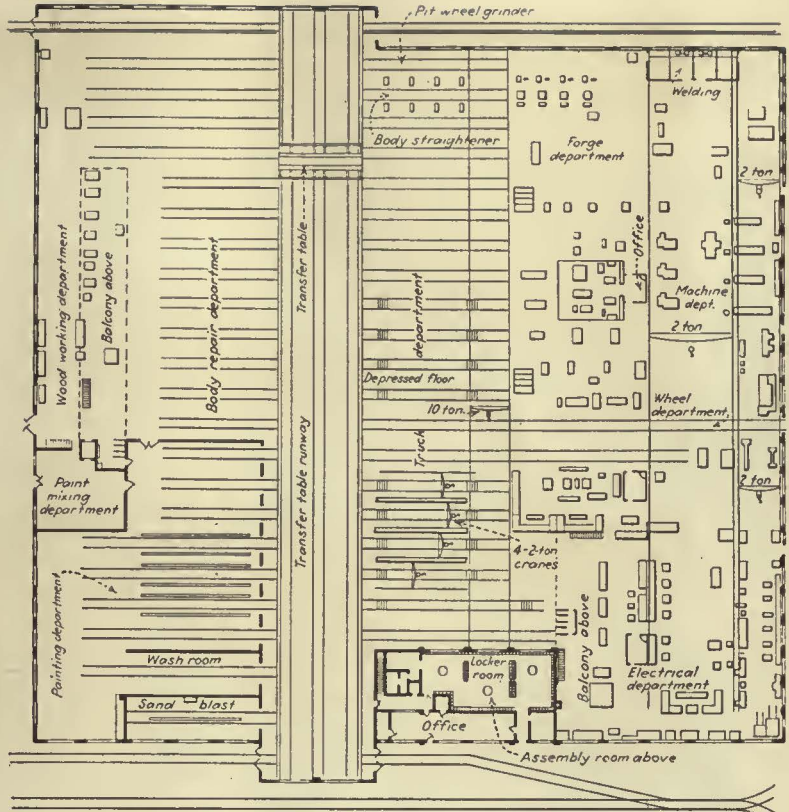 Pit wheel grinder
Welding
Body straightener
Forge
department
2 ton
Office
Transfer table
Wood working department
Balcony above
Body repair department
department
Machine
dept.
2 ton
Depressed floor
10 ton
Wheel
department
Truck
Transfer table runway
Paint
mixing
department
2 ton
4-2-ton
cranes
Painting department
Wash room
Locker
room
Balcony above
Electrical
department
Sand blast
Office
Assembly room above